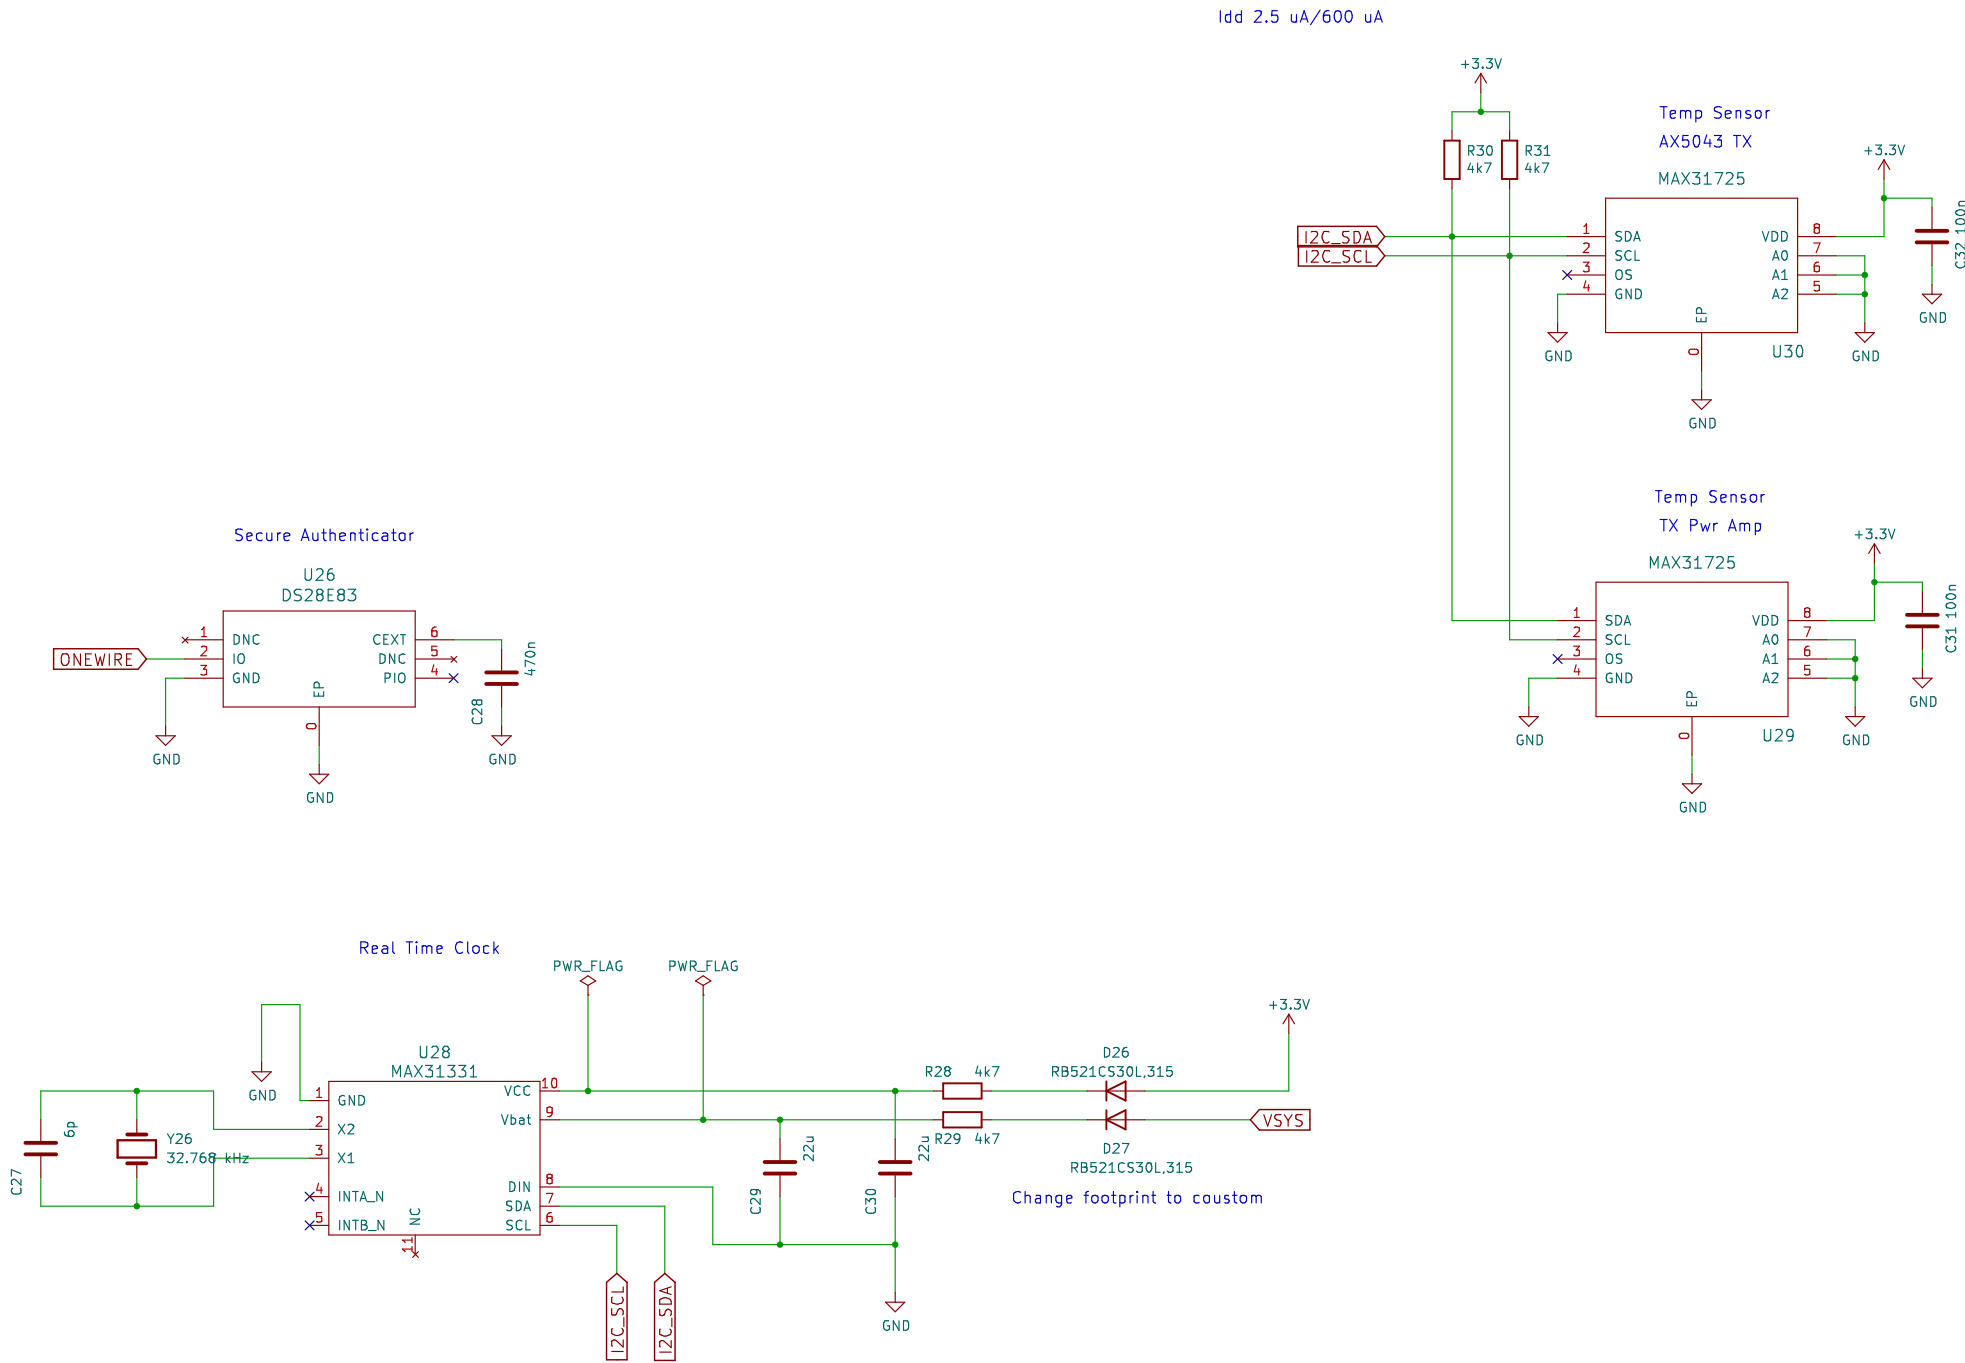 Idd 2.5 uA/600 uA
+3.3V
R30
4k7
R31
4k7
I2C_SDA
I2C_SCL
Temp Sensor
AX5043 TX
MAX31725
+3.3V
C32 100n
1 SDA
2 SCL
3 OS
4 GND
VDD 8
A0 7
A1 6
A2 5
EP
0
U30
GND
GND
GND
GND
Temp Sensor
TX Pwr Amp
MAX31725
+3.3V
C31 100n
1 SDA
2 SCL
3 OS
4 GND
VDD 8
A0 7
A1 6
A2 5
EP
0
U29
GND
GND
GND
GND
Secure Authenticator
U26
DS28E83
ONEWIRE
1 DNC
2 IO
3 GND
CEXT 6
DNC 5
PIO 4
EP
0
470n
C28
GND
GND
GND
Real Time Clock
PWR_FLAG
PWR_FLAG
+3.3V
U28
MAX31331
GND
1 GND
2 X2
3 X1
4 INTA_N
5 INTB_N
VCC 10
Vbat 9
DIN 8
SDA 7
SCL 6
NC
11
6p
C27
Y26
32.768 kHz
R28 4k7
R29 4k7
D26
RB521CS30L,315
D27
RB521CS30L,315
VSYS
22u
C29
22u
C30
Change footprint to coustom
I2C_SCL
I2C_SDA
GND